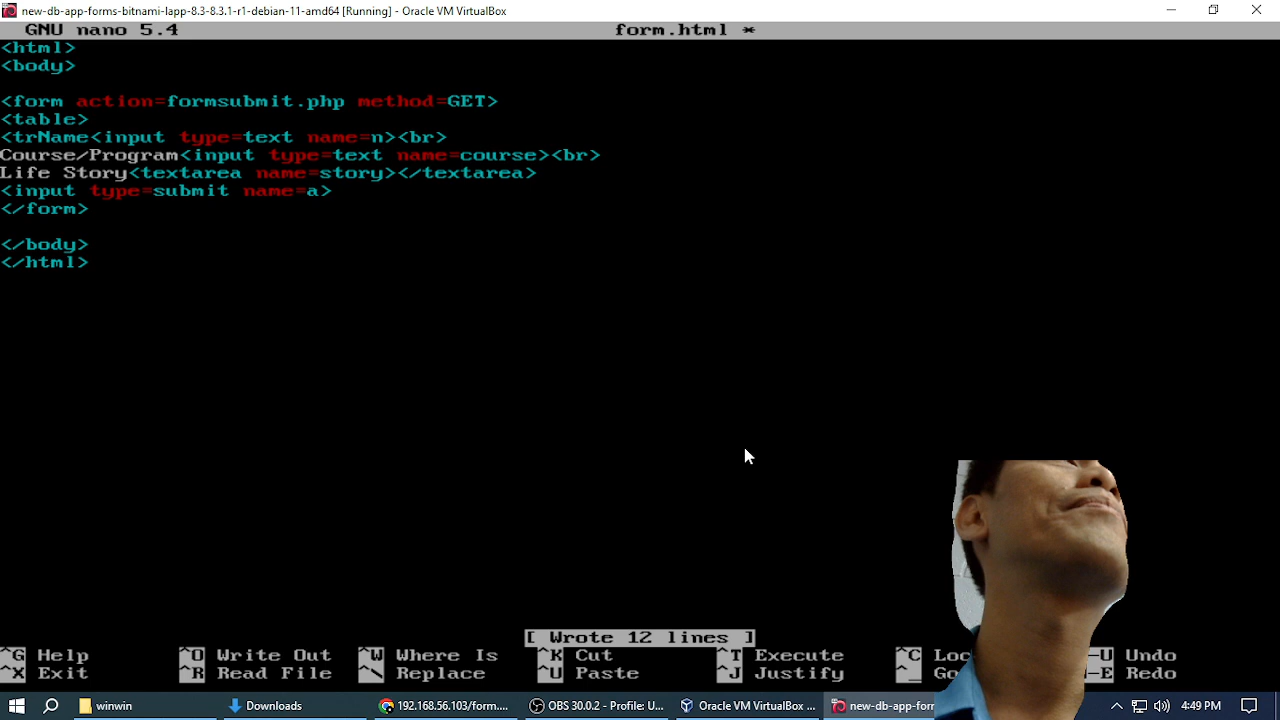 new-db-app-forms-bitnami-lapp-8.3-8.3.1-r1-debian-11-amd64 [Running] - Oracle VM VirtualBox
GNU nano 5.4 form.html *
<html>
<body>
<form action=formsubmit.php method=GET>
<table>
<trName<input type=text name=n><br>
Course/Program<input type=text name=course><br>
Life Story<textarea name=story></textarea>
<input type=submit name=a>
</form>
</body>
</html>
[ Wrote 12 lines ]
^G Help ^O Write Out ^W Where Is ^K Cut ^T Execute ^C Loc -U Undo
^X Exit ^R Read File ^\ Replace ^U Paste ^J Justify ^_ Go -E Redo
winwin Downloads 192.168.56.103/form.... OBS 30.0.2 - Profile: U... Oracle VM VirtualBox ... new-db-app-form 4:49 PM